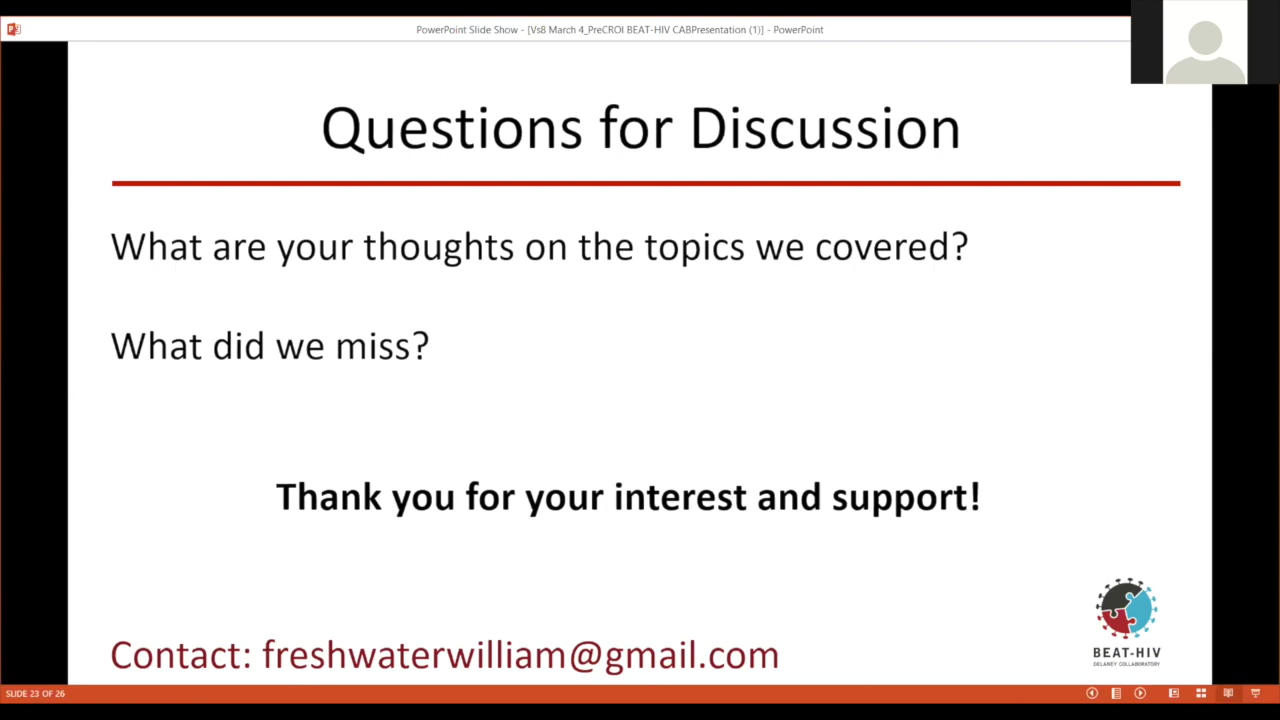 PowerPoint Slide Show - [Vs8 March 4_PreCROI BEAT-HIV CABPresentation (1)] - PowerPoint
Questions for Discussion
What are your thoughts on the topics we covered?
What did we miss?
Thank you for your interest and support!
BEAT-HIV
DELANEY COLLABORATORY
Contact: freshwaterwilliam@gmail.com
SLIDE 23 OF 26